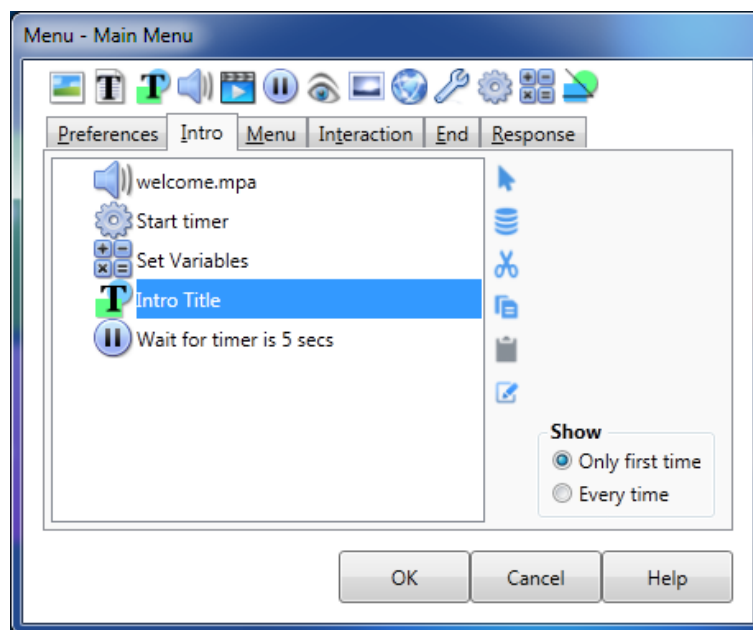 Menu - Main Menu
Preferences Intro Menu Interaction End Response
welcome.mpa
Start timer
Set Variables
Intro Title
Wait for timer is 5 secs
Show
Only first time
Every time
OK Cancel Help